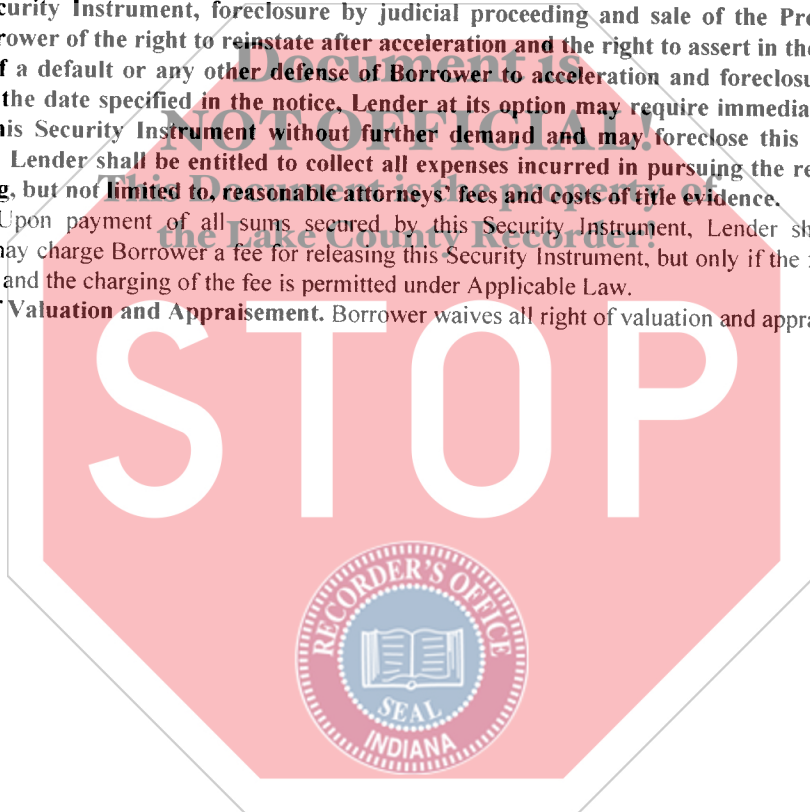 curity Instrument, foreclosure by judicial proceeding and sale of the Pro
rower of the right to reinstate after acceleration and the right to assert in the
f a default or any other defense of Borrower to acceleration and foreclosu
Document is
the date specified in the notice, Lender at its option may require immedia
his Security Instrument without further demand and may foreclose this
NOT OFFICIAL!
Lender shall be entitled to collect all expenses incurred in pursuing the re
g, but not limited to, reasonable attorneys' fees and costs of title evidence.
This Document is the property of
Upon payment of all sums secured by this Security Instrument, Lender sh
the Lake County Recorder!
nay charge Borrower a fee for releasing this Security Instrument, but only if the
and the charging of the fee is permitted under Applicable Law.
f Valuation and Appraisement. Borrower waives all right of valuation and appra
STOP
RECORDER'S OFFICE
SEAL
INDIANA